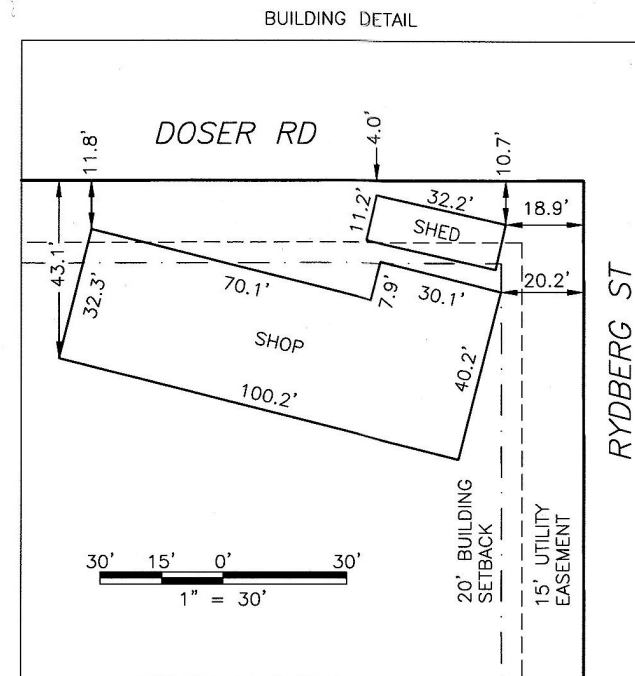 BUILDING DETAIL
DOSER RD
11.8'
4.0'
10.7'
32.2'
18.9'
11.2'
SHED
43.1'
32.3'
70.1'
7.9'
30.1'
20.2'
SHOP
40.2'
100.2'
RYDBERG ST
20' BUILDING
SETBACK
15' UTILITY
EASEMENT
30' 15' 0' 30'
1" = 30'